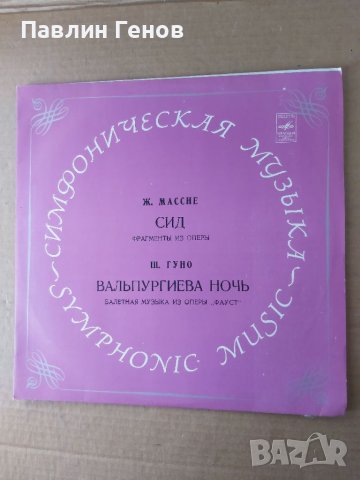 Павлин Генов
СИМФОНИЧЕСКАЯ МУЗЫКА
Ж. МАССНЕ
СИД
ФРАГМЕНТЫ ИЗ ОПЕРЫ
Ш. ГУНО
ВАЛЬПУРГИЕВА НОЧЬ
БАЛЕТНАЯ МУЗЫКА ИЗ ОПЕРЫ „ФАУСТ“
SYMPHONIC MUSIC
BAZAR